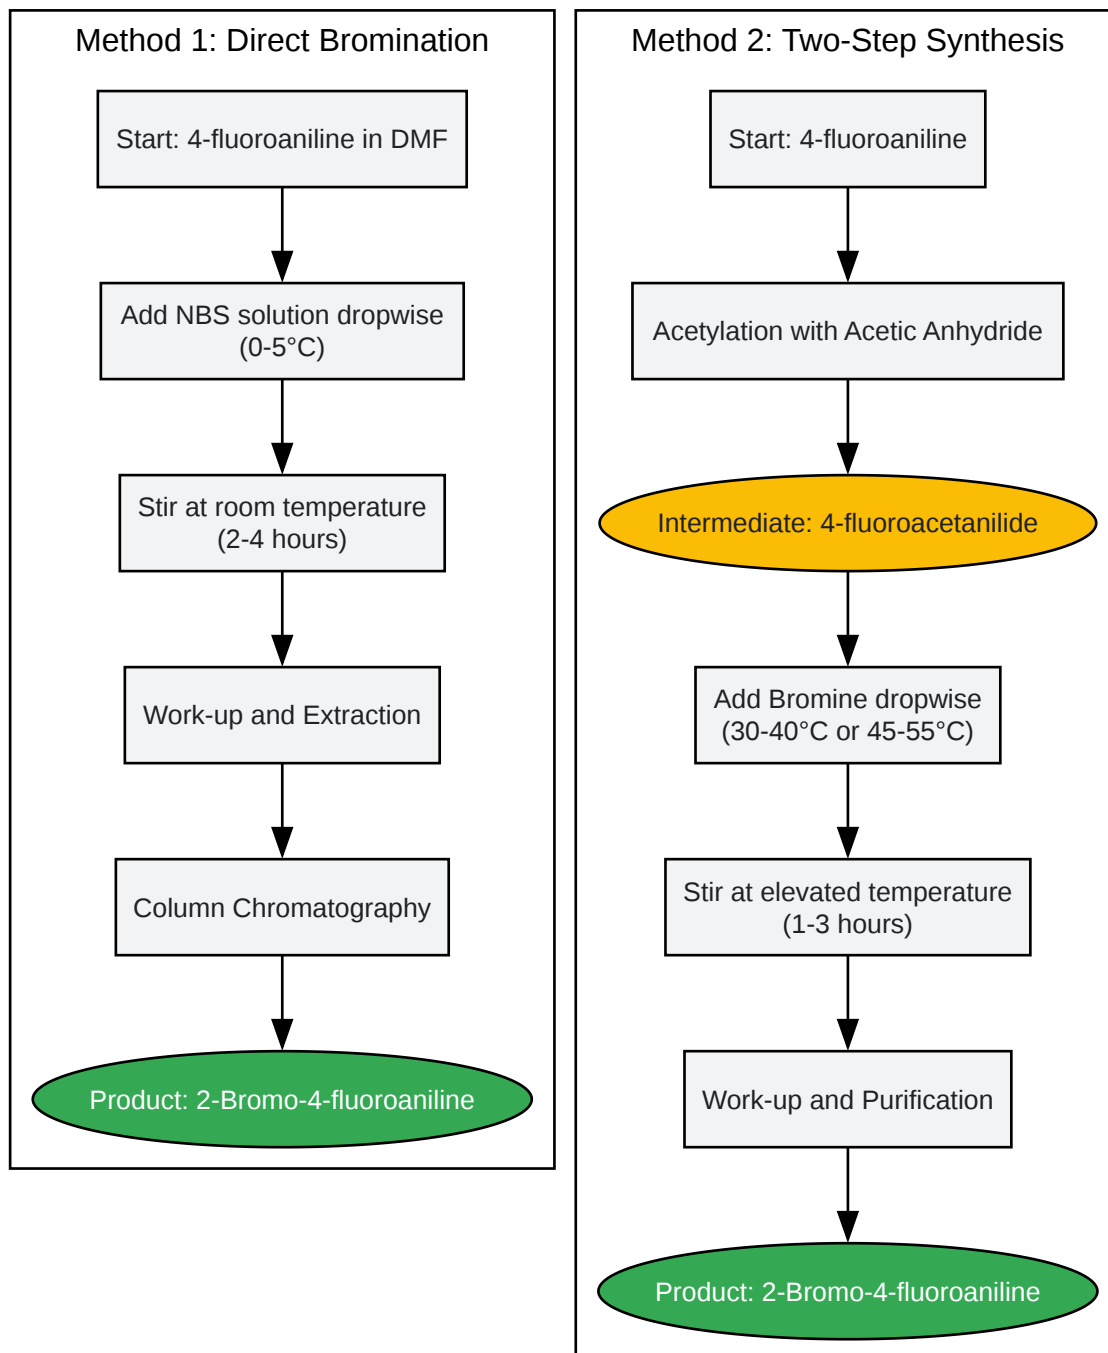 Method 1: Direct Bromination
Start: 4-fluoroaniline in DMF
Add NBS solution dropwise
(0-5°C)
Stir at room temperature
(2-4 hours)
Work-up and Extraction
Column Chromatography
Product: 2-Bromo-4-fluoroaniline
Method 2: Two-Step Synthesis
Start: 4-fluoroaniline
Acetylation with Acetic Anhydride
Intermediate: 4-fluoroacetanilide
Add Bromine dropwise
(30-40°C or 45-55°C)
Stir at elevated temperature
(1-3 hours)
Work-up and Purification
Product: 2-Bromo-4-fluoroaniline